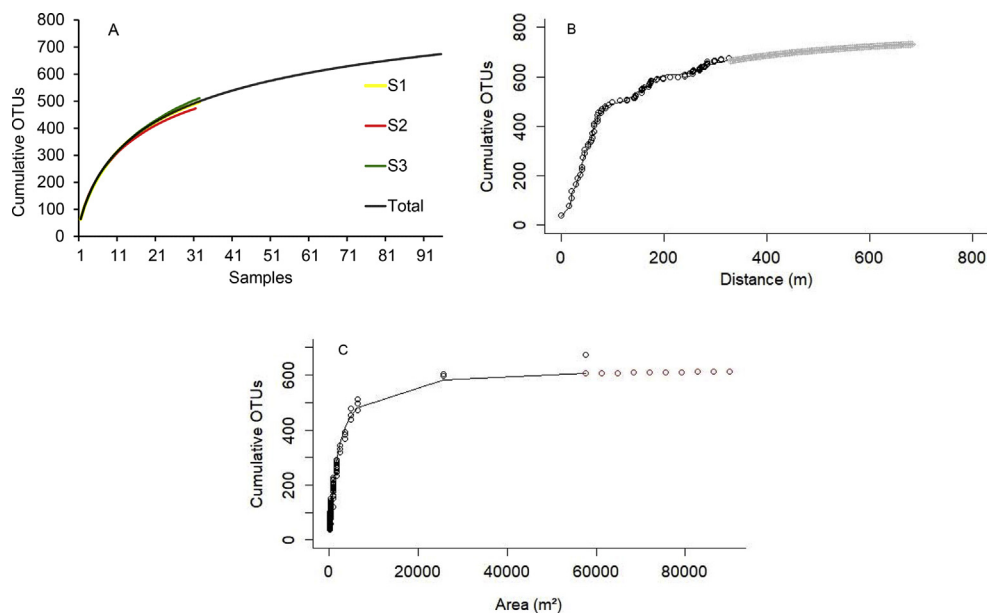 A
Cumulative OTUs
800
700
600
500
400
300
200
100
0
1 11 21 31 41 51 61 71 81 91
Samples
S1
S2
S3
Total
B
Cumulative OTUs
800
600
400
200
0
0 200 400 600 800
Distance (m)
C
Cumulative OTUs
600
400
200
0
0 20000 40000 60000 80000
Area (m²)